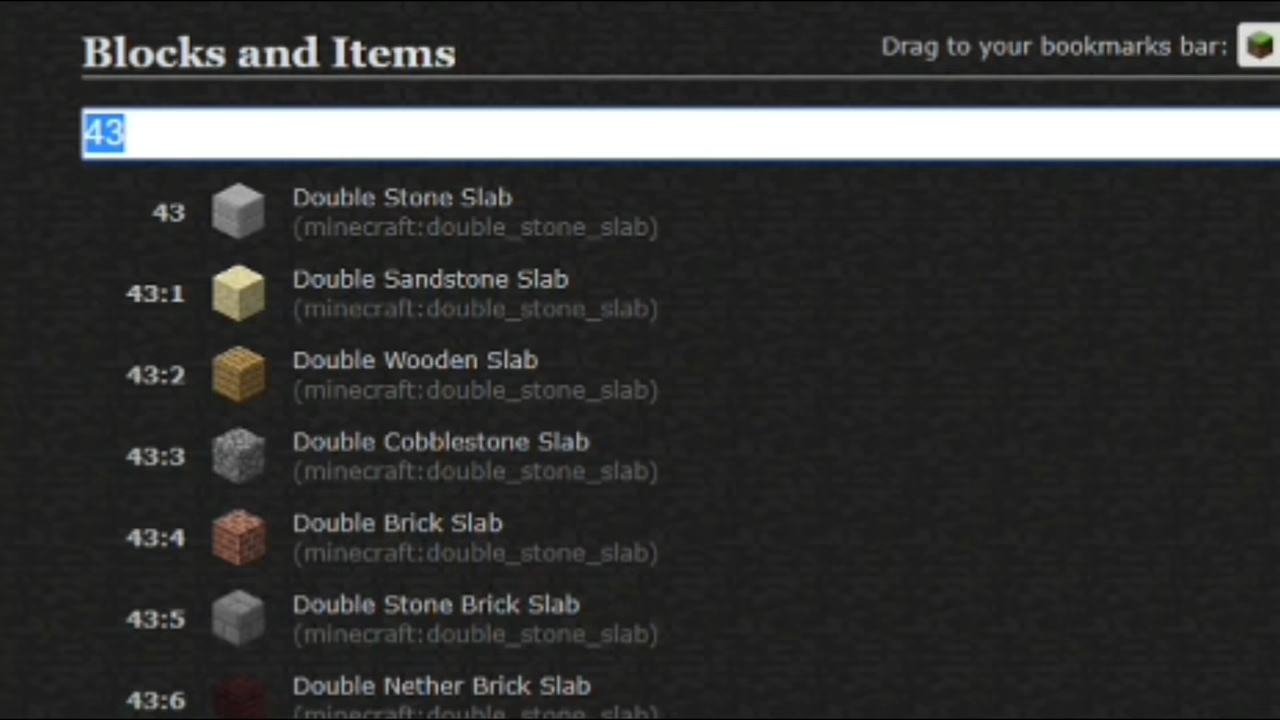 Blocks and Items
Drag to your bookmarks bar:
43
43
Double Stone Slab
(minecraft:double_stone_slab)
43:1
Double Sandstone Slab
(minecraft:double_stone_slab)
43:2
Double Wooden Slab
(minecraft:double_stone_slab)
43:3
Double Cobblestone Slab
(minecraft:double_stone_slab)
43:4
Double Brick Slab
(minecraft:double_stone_slab)
43:5
Double Stone Brick Slab
(minecraft:double_stone_slab)
43:6
Double Nether Brick Slab
(minecraft:double_stone_slab)